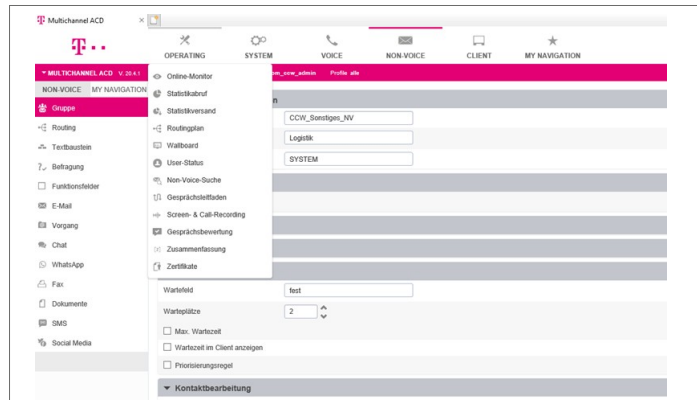 Multichannel ACD ×
T
OPERATING SYSTEM VOICE NON-VOICE CLIENT MY NAVIGATION
MULTICHANNEL ACD V. 20.4.1 om_ccw_admin Profile alle
NON-VOICE MY NAVIGATION
Gruppe
Routing
Textbaustein
Befragung
Funktionsfelder
E-Mail
Vorgang
Chat
WhatsApp
Fax
Dokumente
SMS
Social Media
Online-Monitor
Statistikabruf
Statistikversand
Routingplan
Wallboard
User-Status
Non-Voice-Suche
Gesprächsleitfaden
Screen- & Call-Recording
Gesprächsbewertung
Zusammenfassung
Zertifikate
n
CCW_Sonstiges_NV
Logistik
SYSTEM
Wartefeld fest
Warteplätze 2
Max. Wartezeit
Wartezeit im Client anzeigen
Priorisierungsregel
Kontaktbearbeitung